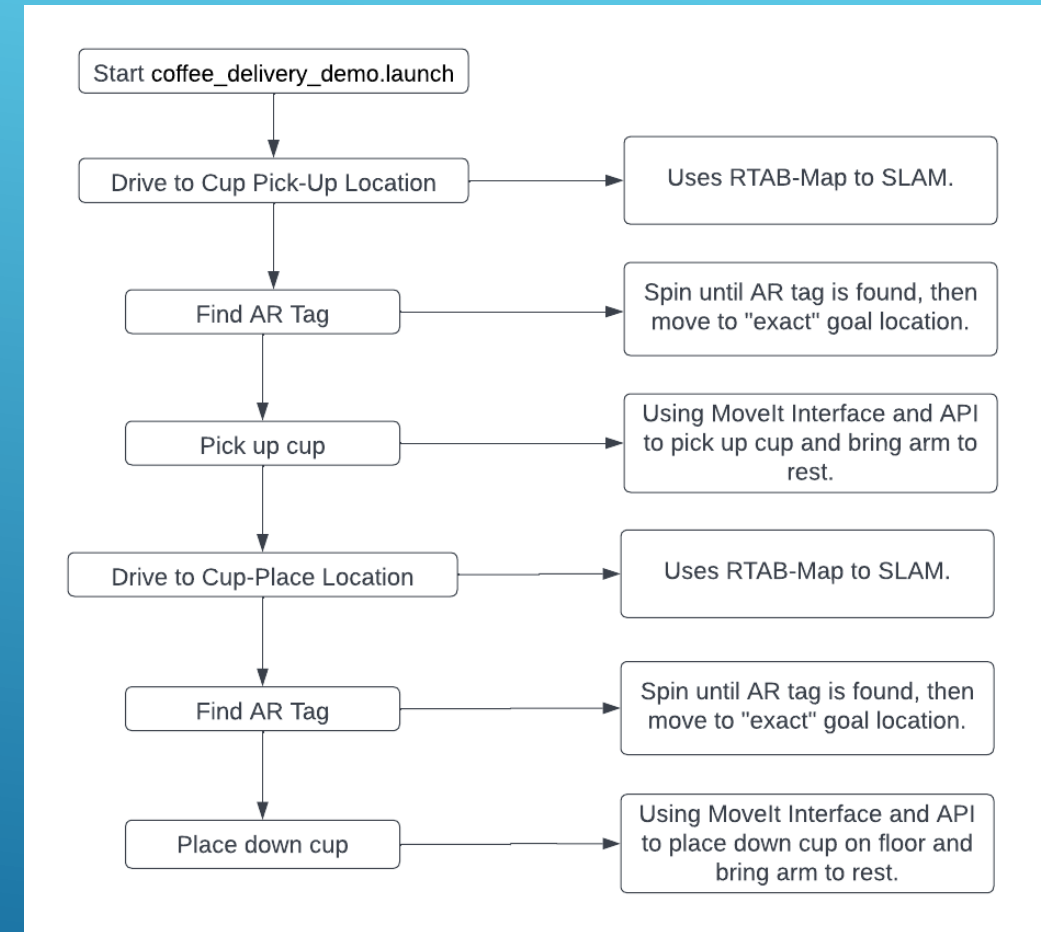 Start coffee_delivery_demo.launch
Drive to Cup Pick-Up Location
Uses RTAB-Map to SLAM.
Find AR Tag
Spin until AR tag is found, then
move to "exact" goal location.
Pick up cup
Using MoveIt Interface and API
to pick up cup and bring arm to
rest.
Drive to Cup-Place Location
Uses RTAB-Map to SLAM.
Find AR Tag
Spin until AR tag is found, then
move to "exact" goal location.
Place down cup
Using MoveIt Interface and API
to place down cup on floor and
bring arm to rest.